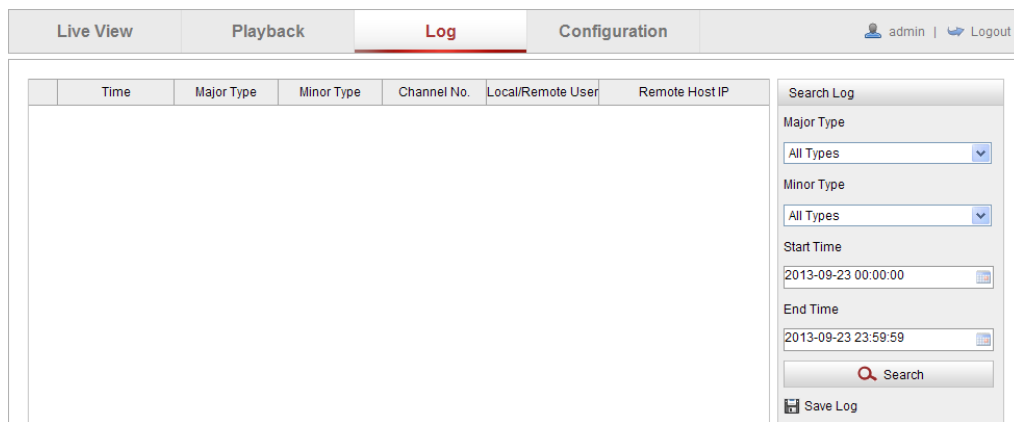 Live View Playback Log Configuration admin | Logout
Time Major Type Minor Type Channel No. Local/Remote User Remote Host IP
Search Log
Major Type
All Types
Minor Type
All Types
Start Time
2013-09-23 00:00:00
End Time
2013-09-23 23:59:59
Search
Save Log